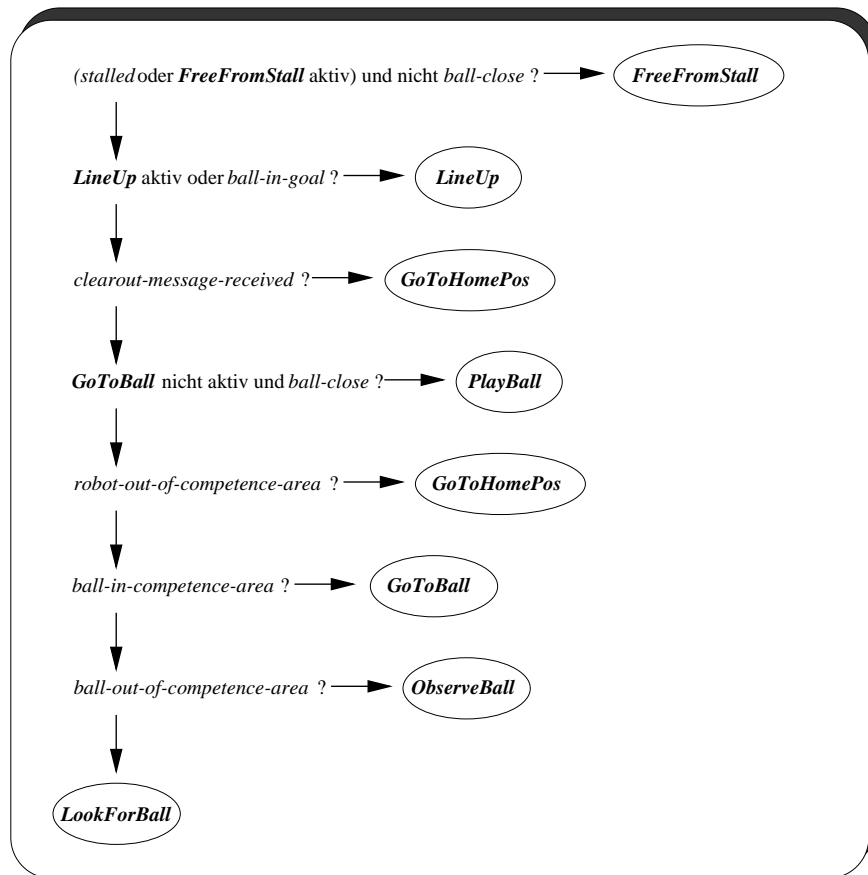 (stalled oder FreeFromStall aktiv) und nicht ball-close ? FreeFromStall
LineUp aktiv oder ball-in-goal ? LineUp
clearout-message-received ? GoToHomePos
GoToBall nicht aktiv und ball-close ? PlayBall
robot-out-of-competence-area ? GoToHomePos
ball-in-competence-area ? GoToBall
ball-out-of-competence-area ? ObserveBall
LookForBall